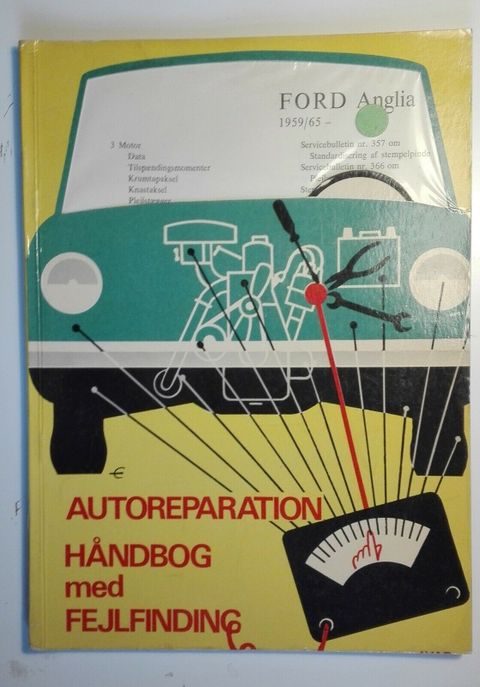 FORD Anglia
1959/65 –
3 Motor
Data
Tilspændingsmomenter
Krumtapaksel
Knastaksel
Plejlstænger
Servicebulletin nr. 357 om
Standardisering af stempelpinde
Servicebulletin nr. 366 om
AUTOREPARATION
HÅNDBOG
med
FEJLFINDING